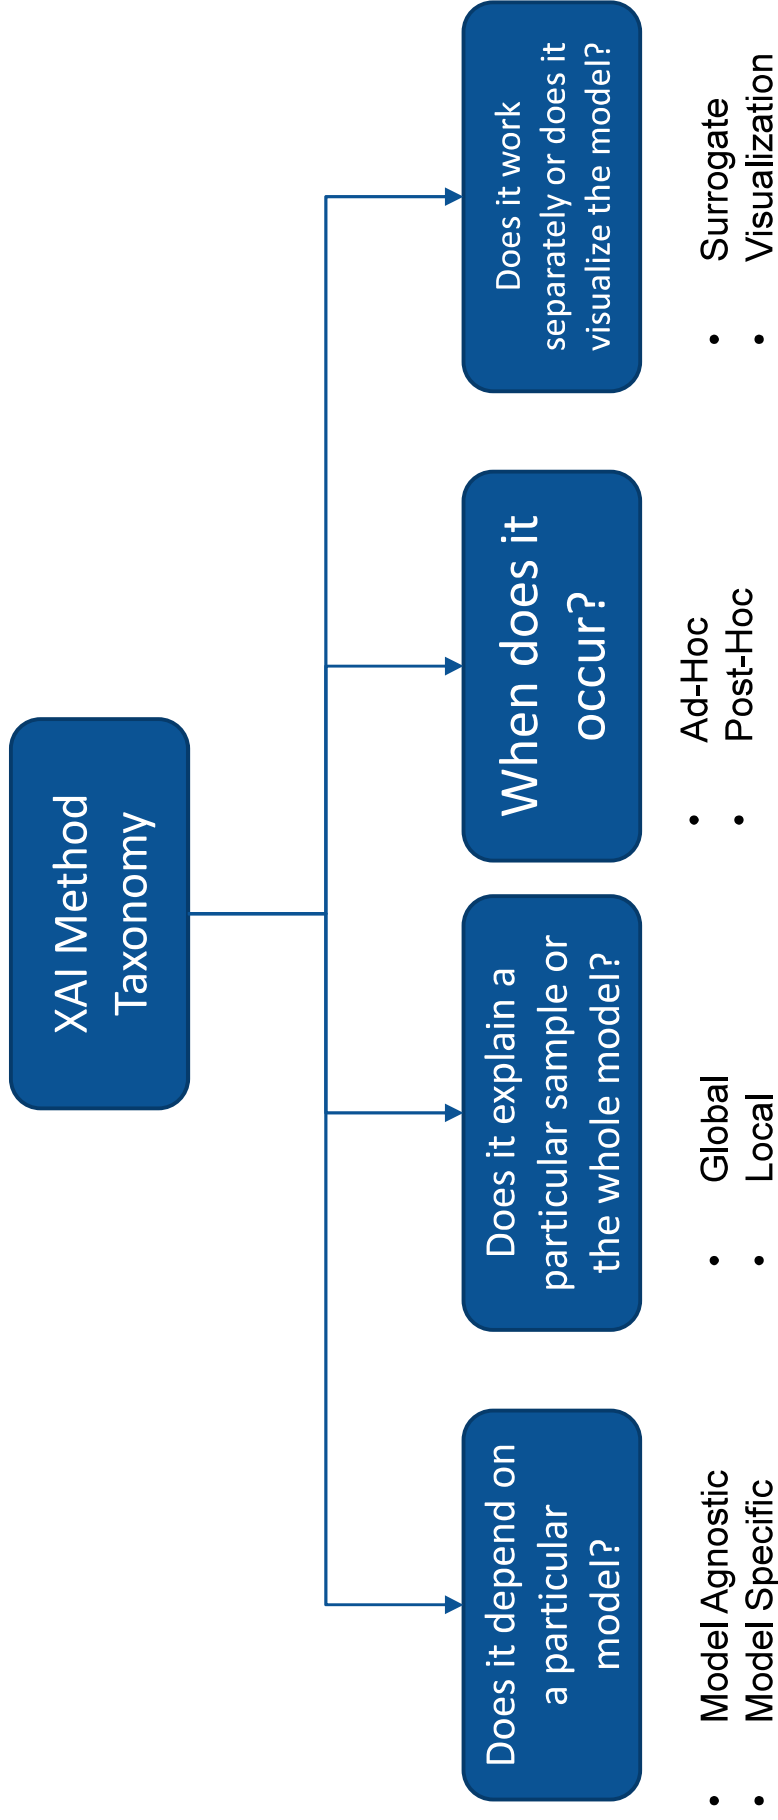 XAI Method
Taxonomy
Does it depend on
a particular
model?
• Model Agnostic
• Model Specific
Does it explain a
particular sample or
the whole model?
• Global
• Local
When does it
occur?
• Ad-Hoc
• Post-Hoc
Does it work
separately or does it
visualize the model?
• Surrogate
• Visualization